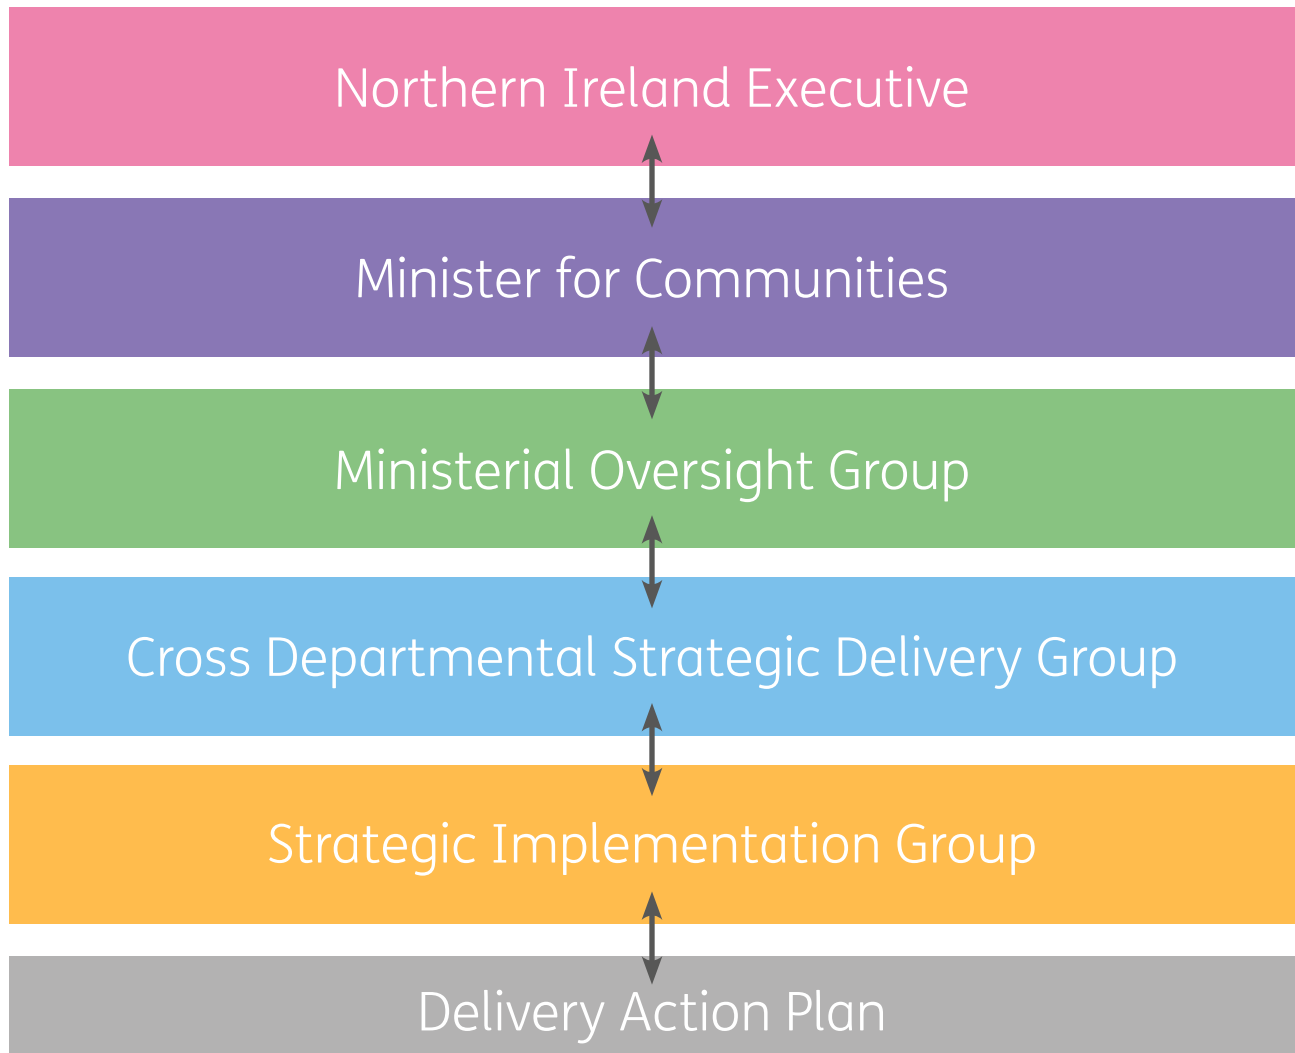 Northern Ireland Executive
Minister for Communities
Ministerial Oversight Group
Cross Departmental Strategic Delivery Group
Strategic Implementation Group
Delivery Action Plan